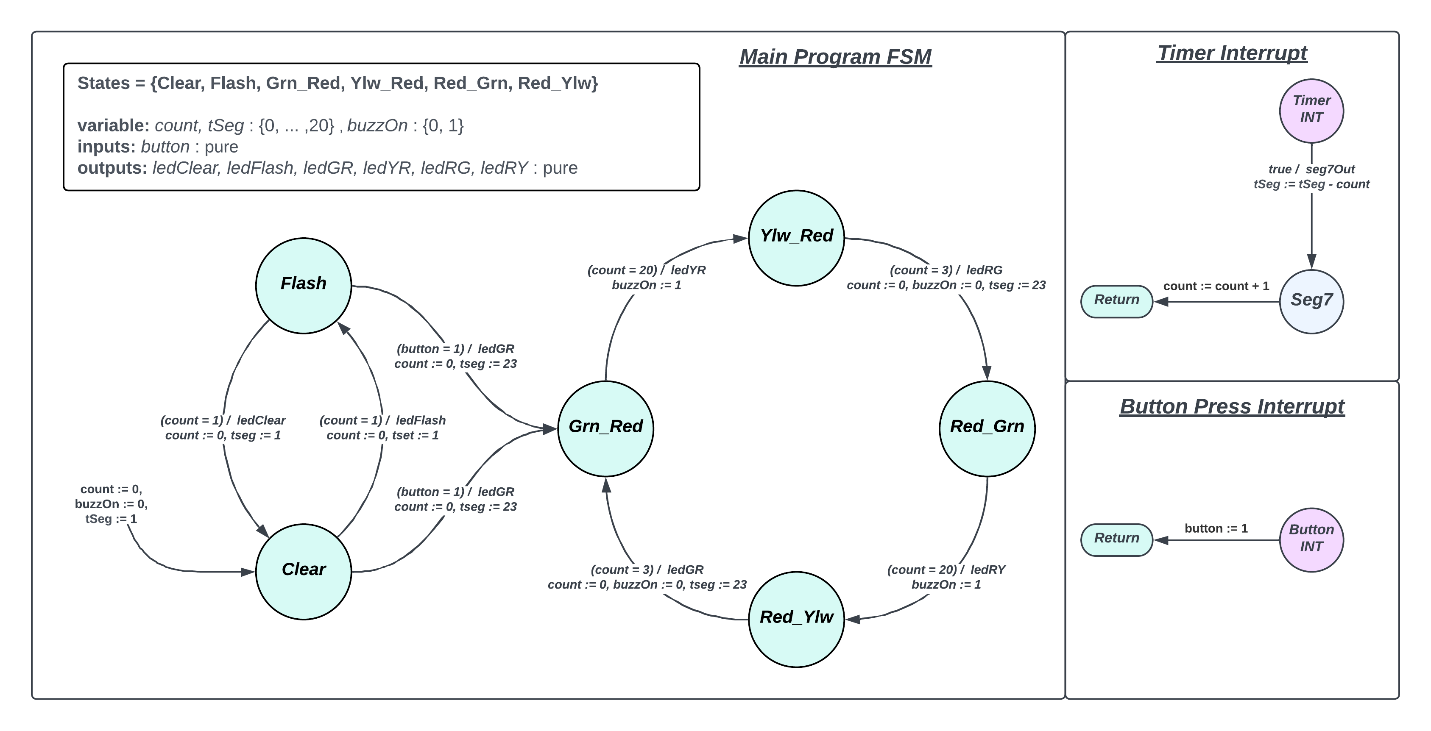 Main Program FSM
States = {Clear, Flash, Grn_Red, Ylw_Red, Red_Grn, Red_Ylw}
variable: count, tSeg : {0, ... ,20} , buzzOn : {0, 1}
inputs: button : pure
outputs: ledClear, ledFlash, ledGR, ledYR, ledRG, ledRY : pure
Ylw_Red
Flash
(count = 20) /  ledYR
buzzOn := 1
(count = 3) /  ledRG
count := 0, buzzOn := 0, tseg := 23
(button = 1) /  ledGR
count := 0, tseg := 23
(count = 1) /  ledClear
count := 0, tseg := 1
(count = 1) /  ledFlash
count := 0, tset := 1
Grn_Red
Red_Grn
count := 0,
buzzOn := 0,
tSeg := 1
(button = 1) /  ledGR
count := 0, tseg := 23
Clear
(count = 3) /  ledGR
count := 0, buzzOn := 0, tseg := 23
(count = 20) /  ledRY
buzzOn := 1
Red_Ylw
Timer Interrupt
Timer
INT
true /  seg7Out
tSeg := tSeg - count
Return
count := count + 1
Seg7
Button Press Interrupt
Return
button := 1
Button
INT